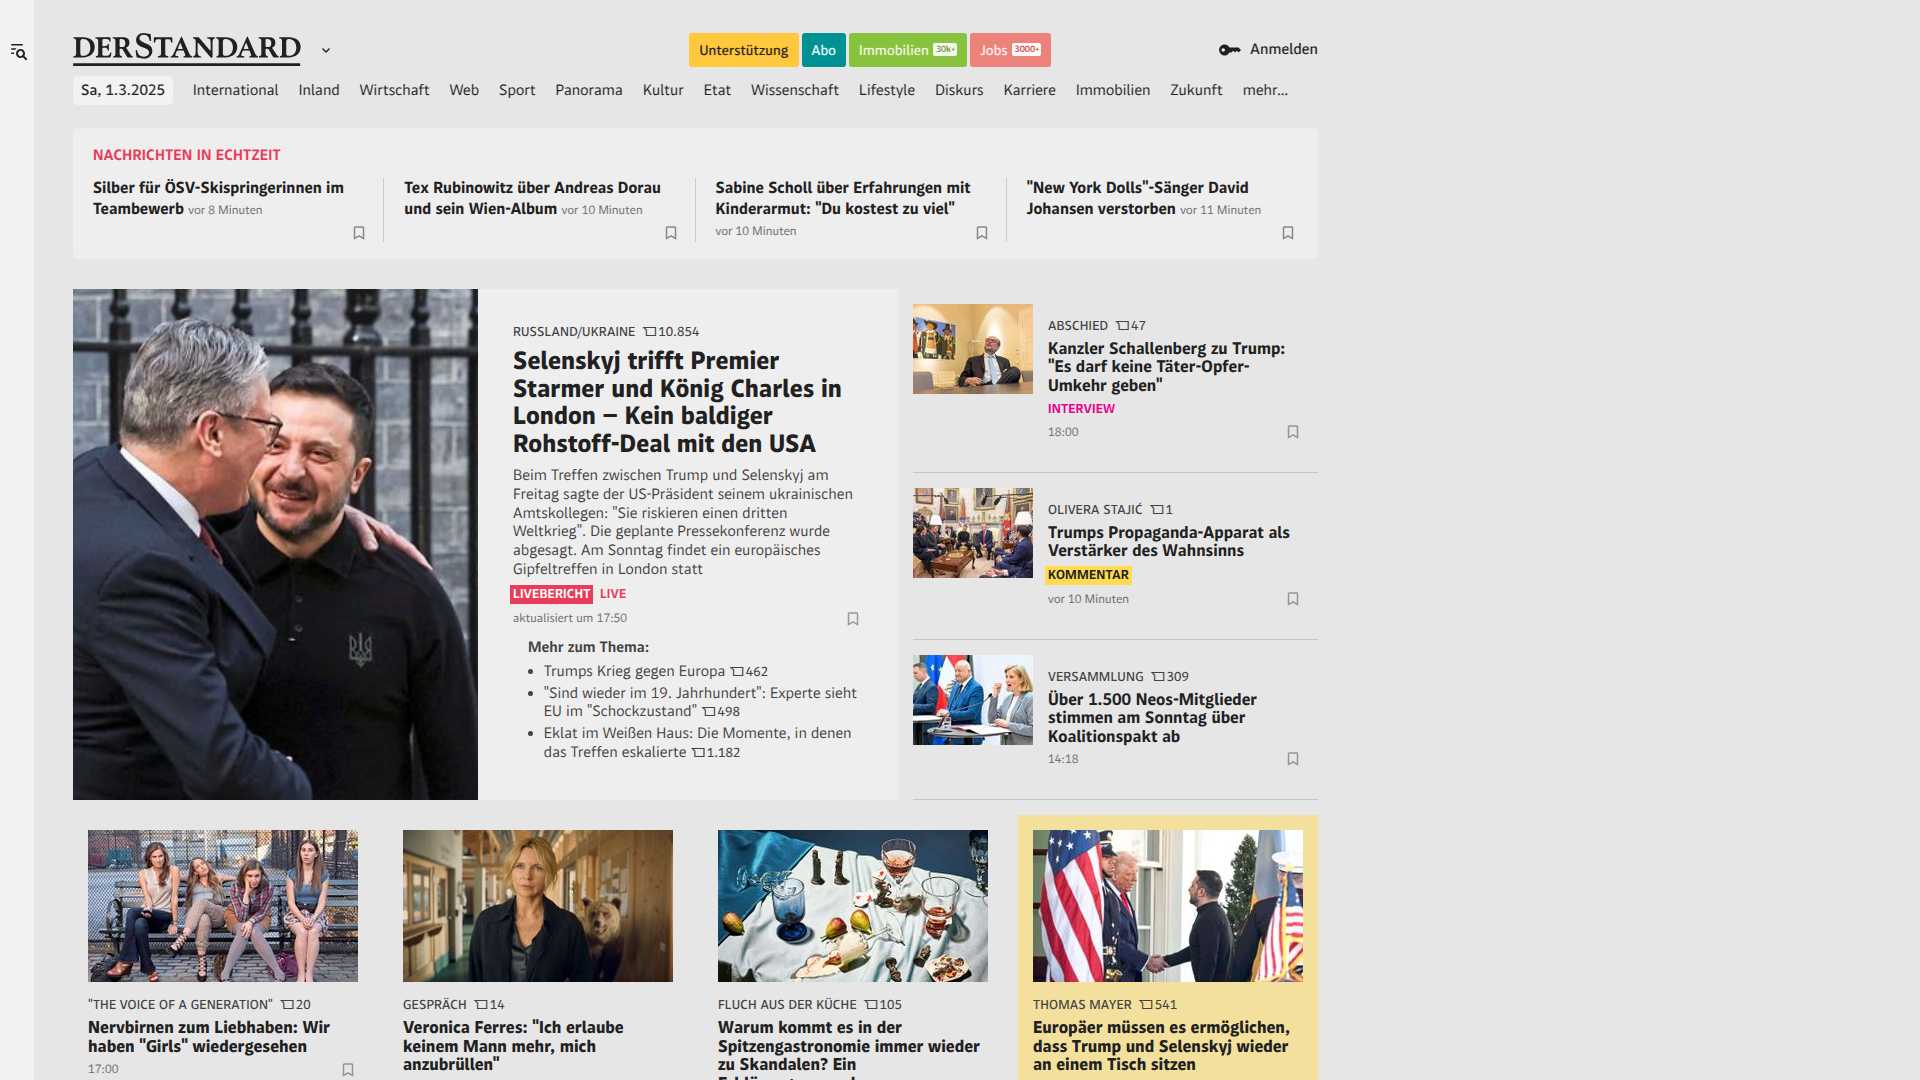 DERSTANDARD
Unterstützung
Abo
Immobilien 30k+
Jobs 3000+
Anmelden
Sa, 1.3.2025 International Inland Wirtschaft Web Sport Panorama Kultur Etat Wissenschaft Lifestyle Diskurs Karriere Immobilien Zukunft mehr...
NACHRICHTEN IN ECHTZEIT
Silber für ÖSV-Skispringerinnen im
Teambewerb vor 8 Minuten
Tex Rubinowitz über Andreas Dorau
und sein Wien-Album vor 10 Minuten
Sabine Scholl über Erfahrungen mit
Kinderarmut: "Du kostest zu viel"
vor 10 Minuten
"New York Dolls"-Sänger David
Johansen verstorben vor 11 Minuten
RUSSLAND/UKRAINE 10.854
Selenskyj trifft Premier
Starmer und König Charles in
London – Kein baldiger
Rohstoff-Deal mit den USA
Beim Treffen zwischen Trump und Selenskyj am
Freitag sagte der US-Präsident seinem ukrainischen
Amtskollegen: "Sie riskieren einen dritten
Weltkrieg". Die geplante Pressekonferenz wurde
abgesagt. Am Sonntag findet ein europäisches
Gipfeltreffen in London statt
LIVEBERICHT LIVE
aktualisiert um 17:50
Mehr zum Thema:
• Trumps Krieg gegen Europa 462
• "Sind wieder im 19. Jahrhundert": Experte sieht
EU im "Schockzustand" 498
• Eklat im Weißen Haus: Die Momente, in denen
das Treffen eskalierte 1.182
ABSCHIED 47
Kanzler Schallenberg zu Trump:
"Es darf keine Täter-Opfer-
Umkehr geben"
INTERVIEW
18:00
OLIVERA STAJIĆ 1
Trumps Propaganda-Apparat als
Verstärker des Wahnsinns
KOMMENTAR
vor 10 Minuten
VERSAMMLUNG 309
Über 1.500 Neos-Mitglieder
stimmen am Sonntag über
Koalitionspakt ab
14:18
"THE VOICE OF A GENERATION" 20
Nervbirnen zum Liebhaben: Wir
haben "Girls" wiedergesehen
17:00
GESPRÄCH 14
Veronica Ferres: "Ich erlaube
keinem Mann mehr, mich
anzubrüllen"
FLUCH AUS DER KÜCHE 105
Warum kommt es in der
Spitzengastronomie immer wieder
zu Skandalen? Ein
THOMAS MAYER 541
Europäer müssen es ermöglichen,
dass Trump und Selenskyj wieder
an einem Tisch sitzen